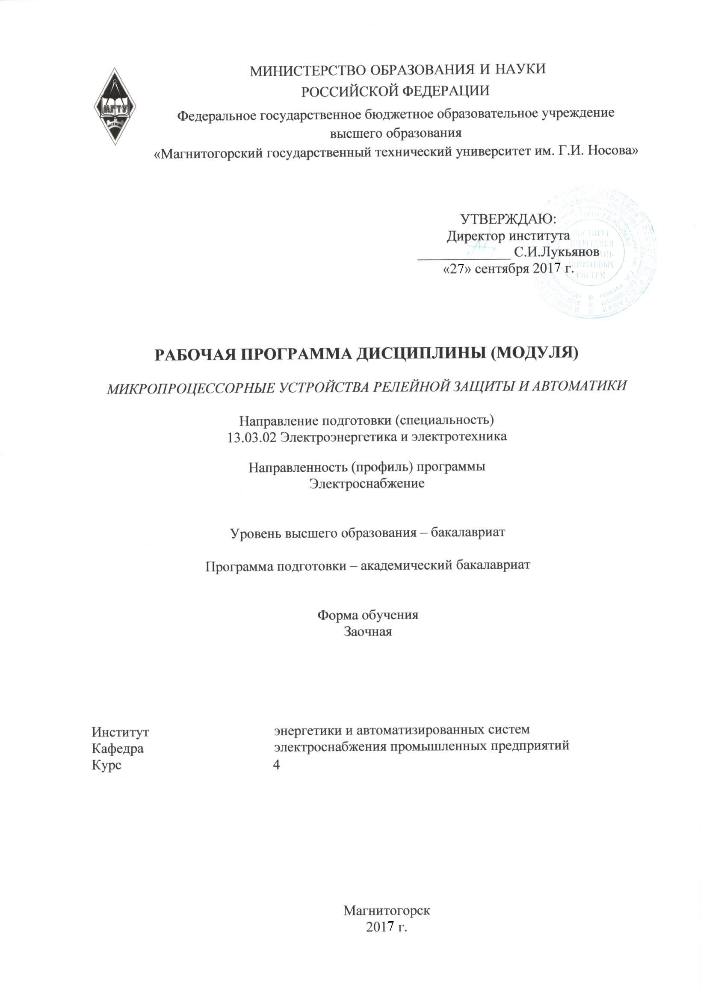 МИНИСТЕРСТВО ОБРАЗОВАНИЯ И НАУКИ
РОССИЙСКОЙ ФЕДЕРАЦИИ
Федеральное государственное бюджетное образовательное учреждение
высшего образования
«Магнитогорский государственный технический университет им. Г.И. Носова»
МГТУ
УТВЕРЖДАЮ:
Директор института
С.И.Лукьянов
«27» сентября 2017 г.
ИНСТИТУТ
ЭНЕРГЕТИКИ
ЗИРОВАННЫХ
СИСТЕМ
РАБОЧАЯ ПРОГРАММА ДИСЦИПЛИНЫ (МОДУЛЯ)
МИКРОПРОЦЕССОРНЫЕ УСТРОЙСТВА РЕЛЕЙНОЙ ЗАЩИТЫ И АВТОМАТИКИ
Направление подготовки (специальность)
13.03.02 Электроэнергетика и электротехника
Направленность (профиль) программы
Электроснабжение
Уровень высшего образования – бакалавриат
Программа подготовки – академический бакалавриат
Форма обучения
Заочная
Институт энергетики и автоматизированных систем
Кафедра электроснабжения промышленных предприятий
Курс 4
Магнитогорск
2017 г.